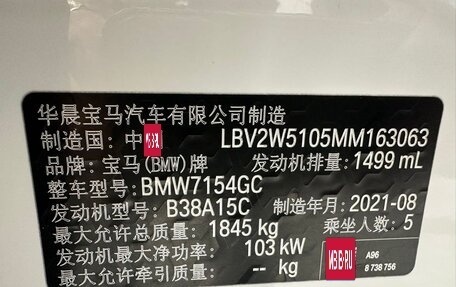 华晨宝马汽车有限公司制造
制造国: 中 LBV2W5105MM163063
品牌: 宝马(BMW)牌 发动机排量: 1499 mL
整车型号: BMW7154GC
发动机型号: B38A15C 制造年月: 2021-08
最大允许总质量: 1845 kg 乘坐人数: 5
发动机最大净功率: 103 kW
最大允许牵引质量: -- kg
A96
8 738 756